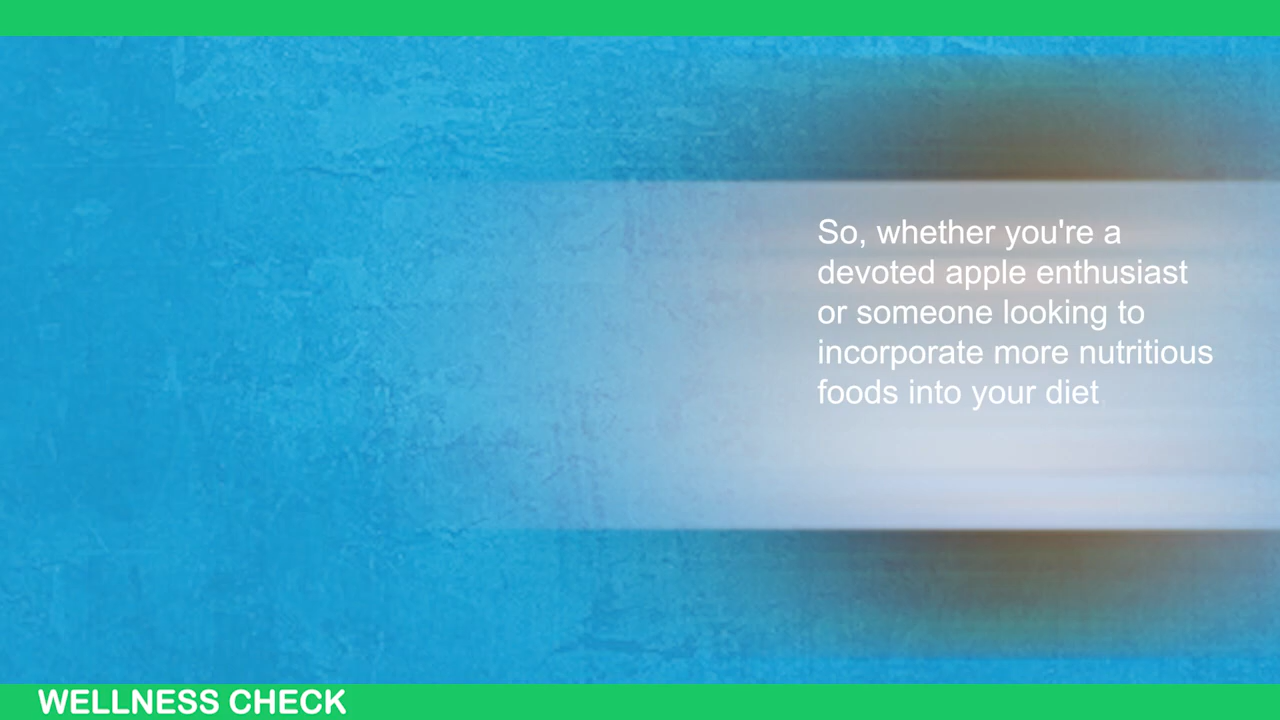 So, whether you're a
devoted apple enthusiast
or someone looking to
incorporate more nutritious
foods into your diet
WELLNESS CHECK